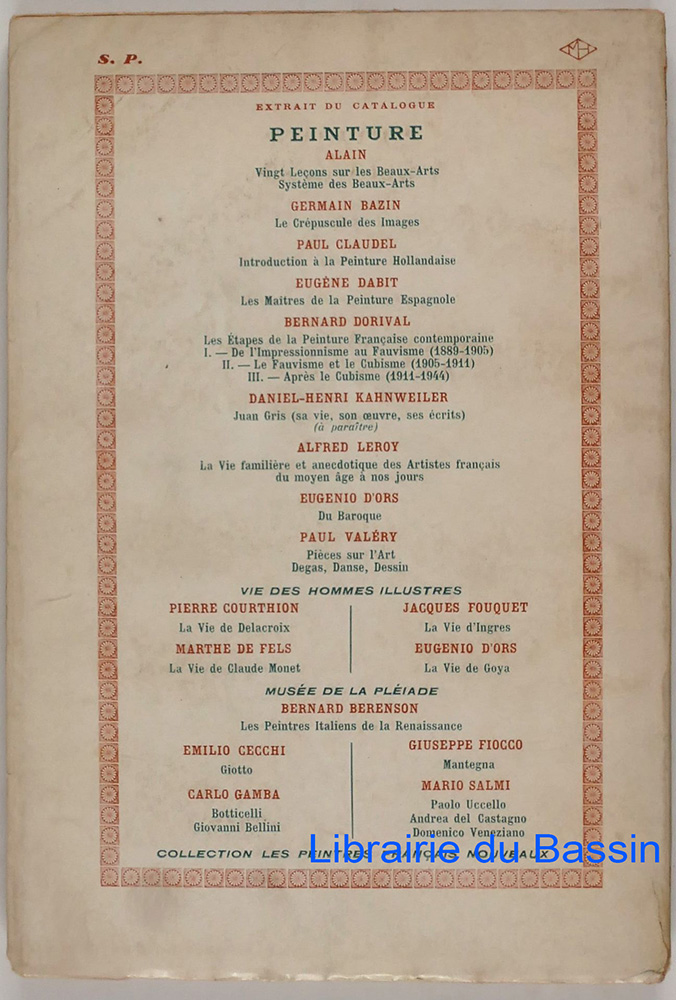 S. P.
EXTRAIT DU CATALOGUE
PEINTURE
ALAIN
Vingt Leçons sur les Beaux-Arts
Système des Beaux-Arts
GERMAIN BAZIN
Le Crépuscule des Images
PAUL CLAUDEL
Introduction à la Peinture Hollandaise
EUGÈNE DABIT
Les Maîtres de la Peinture Espagnole
BERNARD DORIVAL
Les Étapes de la Peinture Française contemporaine
I. — De l'Impressionnisme au Fauvisme (1889-1905)
II. — Le Fauvisme et le Cubisme (1905-1911)
III. — Après le Cubisme (1911-1944)
DANIEL-HENRI KAHNWEILER
Juan Gris (sa vie, son œuvre, ses écrits)
(à paraître)
ALFRED LEROY
La Vie familière et anecdotique des Artistes français
du moyen âge à nos jours
EUGENIO D'ORS
Du Baroque
PAUL VALÉRY
Pièces sur l'Art
Degas, Danse, Dessin
VIE DES HOMMES ILLUSTRES
PIERRE COURTHION
La Vie de Delacroix
MARTHE DE FELS
La Vie de Claude Monet
JACQUES FOUQUET
La Vie d'Ingres
EUGENIO D'ORS
La Vie de Goya
MUSÉE DE LA PLÉIADE
BERNARD BERENSON
Les Peintres Italiens de la Renaissance
EMILIO CECCHI
Giotto
CARLO GAMBA
Botticelli
Giovanni Bellini
GIUSEPPE FIOCCO
Mantegna
MARIO SALMI
Paolo Uccello
Andrea del Castagno
Domenico Veneziano
COLLECTION LES PEINTRES FRANÇAIS NOUVEAUX
Librairie du Bassin